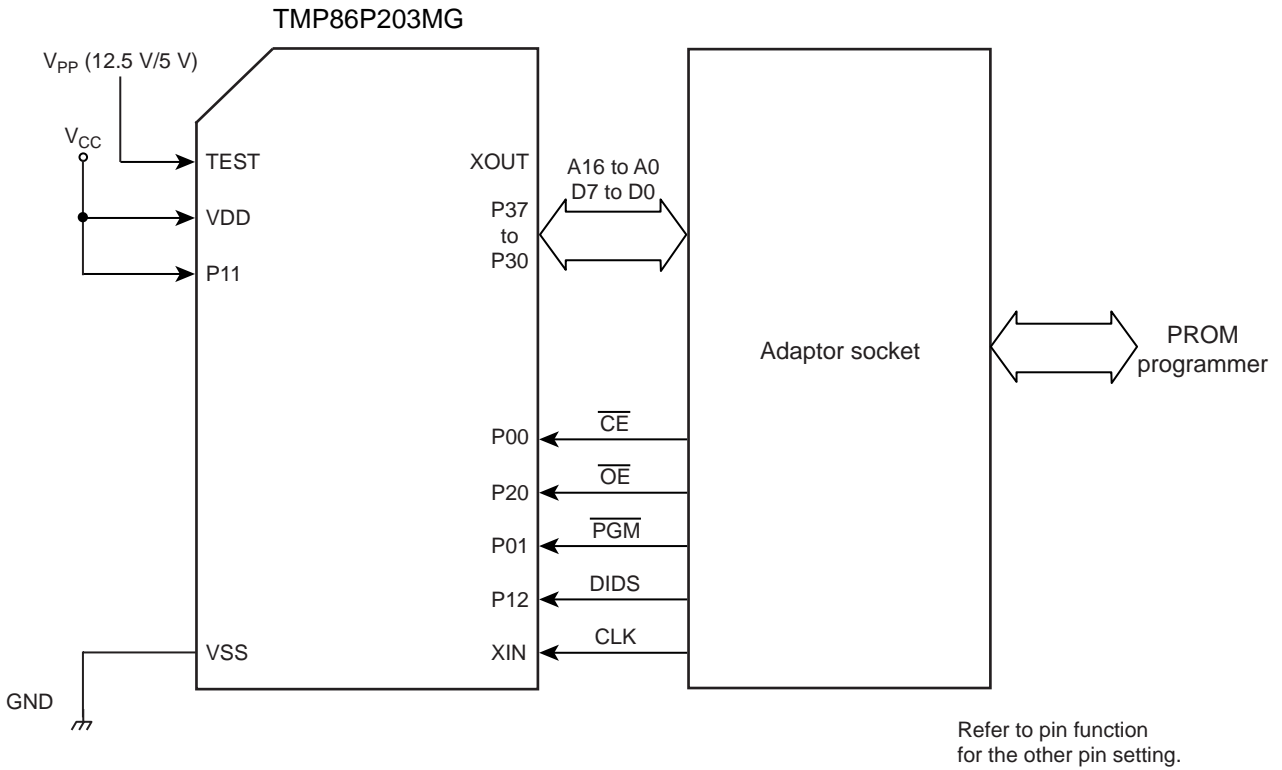 TMP86P203MG
VPP (12.5 V/5 V)
VCC
TEST
VDD
P11
VSS
GND
XOUT
P37
to
P30
P00
P20
P01
P12
XIN
A16 to A0
D7 to D0
CE
OE
PGM
DIDS
CLK
Adaptor socket
PROM
programmer
Refer to pin function
for the other pin setting.